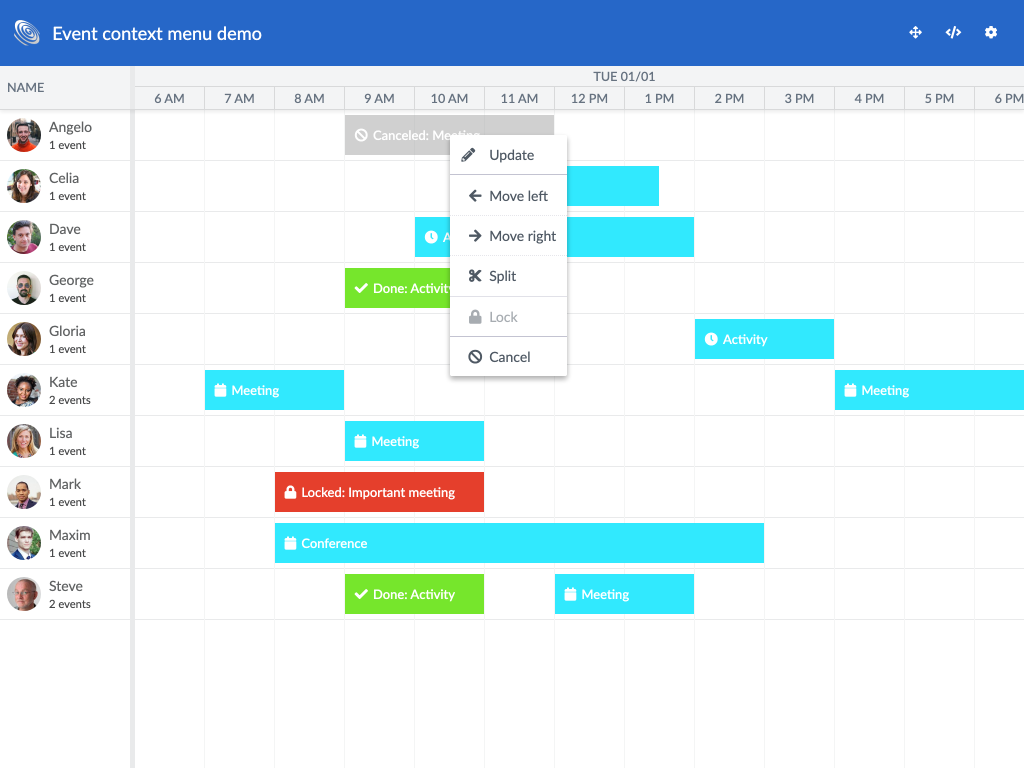 Event context menu demo
NAME
TUE 01/01
6 AM 7 AM 8 AM 9 AM 10 AM 11 AM 12 PM 1 PM 2 PM 3 PM 4 PM 5 PM 6 PM
Angelo
1 event
Canceled: Meeting
Update
Move left
Move right
Split
Lock
Cancel
Celia
1 event
Dave
1 event
George
1 event
Done: Activity
Gloria
1 event
Activity
Kate
2 events
Meeting
Meeting
Lisa
1 event
Meeting
Mark
1 event
Locked: Important meeting
Maxim
1 event
Conference
Steve
2 events
Done: Activity
Meeting